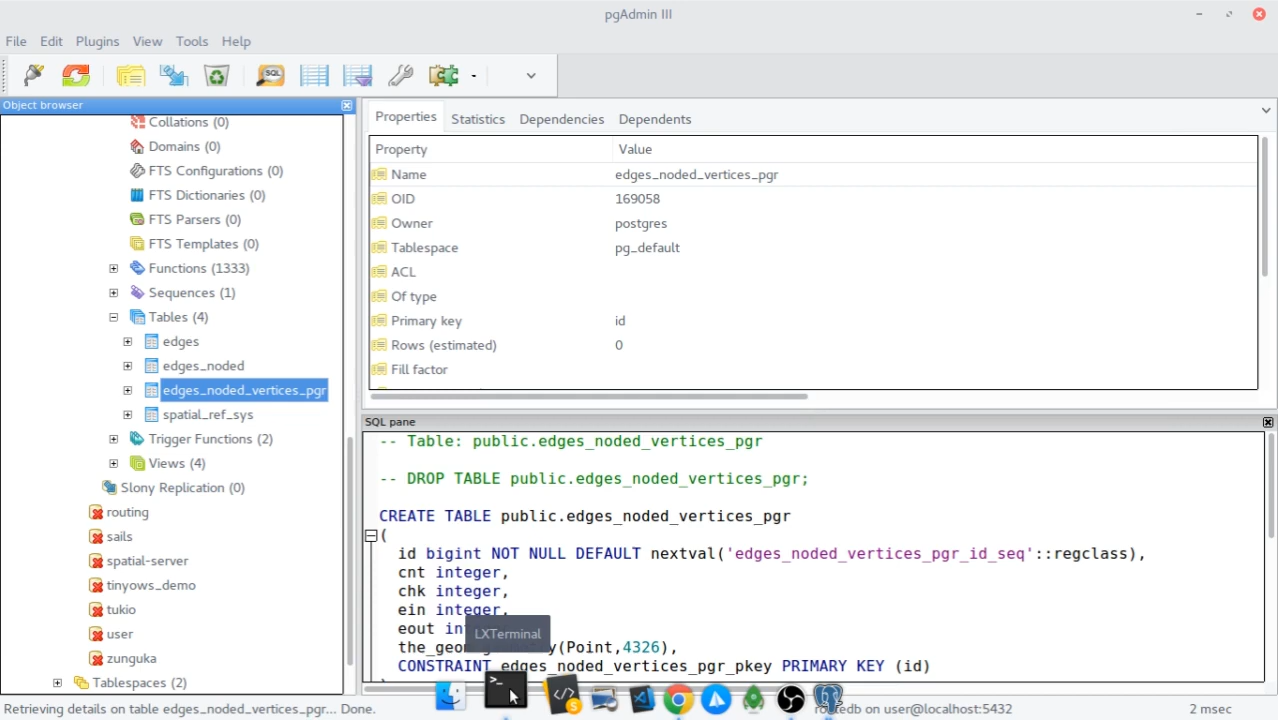 pgAdmin III
File Edit Plugins View Tools Help
SQL
Object browser
Collations (0)
Domains (0)
FTS Configurations (0)
FTS Dictionaries (0)
FTS Parsers (0)
FTS Templates (0)
Functions (1333)
Sequences (1)
Tables (4)
edges
edges_noded
edges_noded_vertices_pgr
spatial_ref_sys
Trigger Functions (2)
Views (4)
Slony Replication (0)
routing
sails
spatial-server
tinyows_demo
tukio
user
zunguka
Tablespaces (2)
Properties Statistics Dependencies Dependents
Property Value
Name edges_noded_vertices_pgr
OID 169058
Owner postgres
Tablespace pg_default
ACL
Of type
Primary key id
Rows (estimated) 0
Fill factor
SQL pane
-- Table: public.edges_noded_vertices_pgr
-- DROP TABLE public.edges_noded_vertices_pgr;
CREATE TABLE public.edges_noded_vertices_pgr
(
id bigint NOT NULL DEFAULT nextval('edges_noded_vertices_pgr_id_seq'::regclass),
cnt integer,
chk integer,
ein integer,
eout
LXTerminal
(Point,4326),
CONSTRAINT edges_noded_vertices_pgr_pkey PRIMARY KEY (id)
Retrieving details on table edges_noded_vertices_pgr... Done.
on user@localhost:5432
2 msec